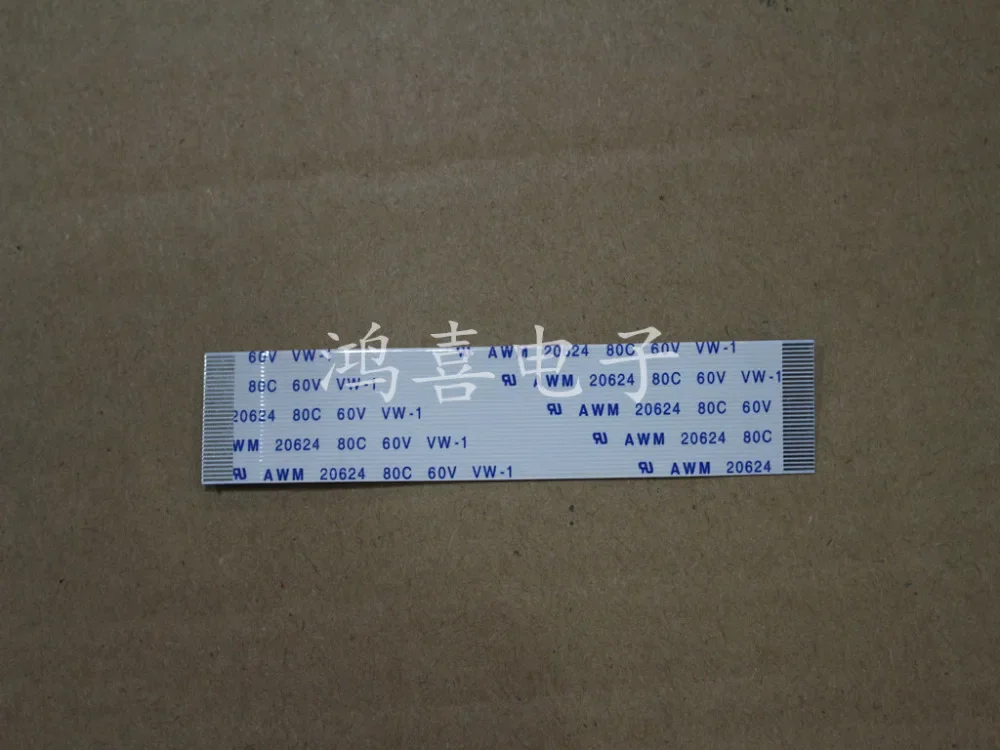 60V VW-1 AWM 20624 80C 60V VW-1
80C 60V VW-1 AWM 20624 80C 60V VW-1
20624 80C 60V VW-1 AWM 20624 80C 60V
WM 20624 80C 60V VW-1 AWM 20624 80C
AWM 20624 80C 60V VW-1 AWM 20624
鸿喜电子